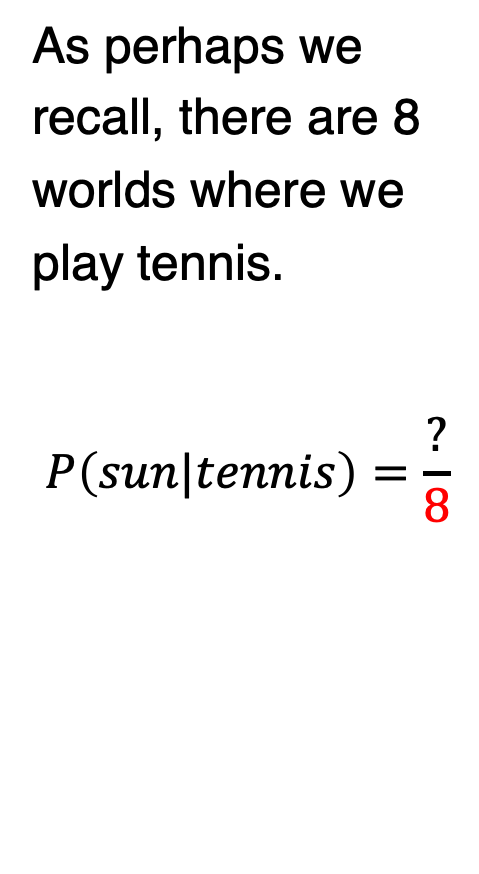 As perhaps we
recall, there are 8
worlds where we
play tennis.
P(sun|tennis) = ?/8